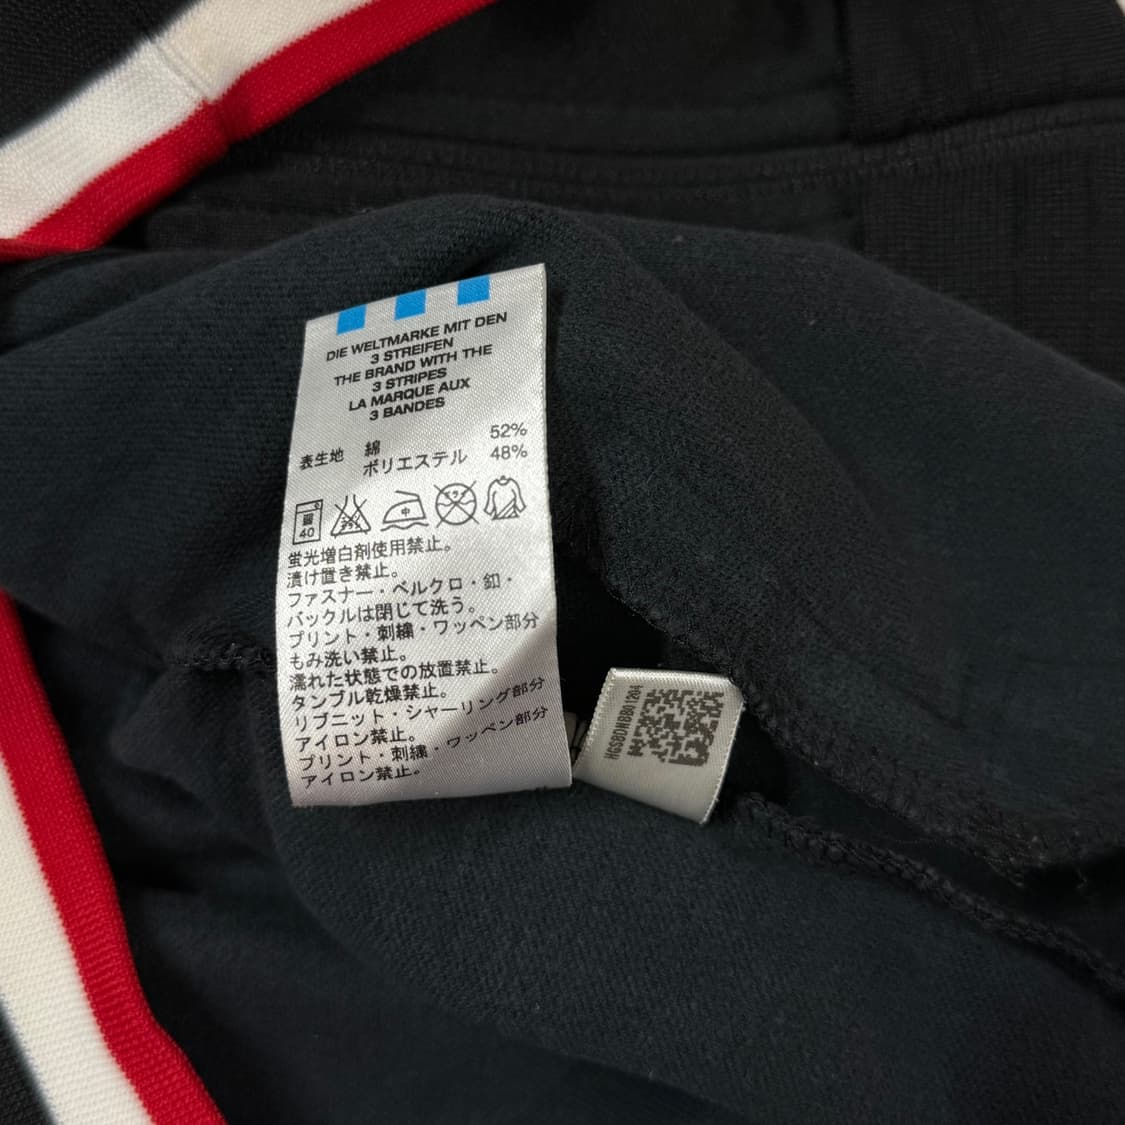 DIE WELTMARKE MIT DEN
3 STREIFEN
THE BRAND WITH THE
3 STRIPES
LA MARQUE AUX
3 BANDES
表生地 綿 52%
ポリエステル 48%
40
中
蛍光増白剤使用禁止。
漬け置き禁止。
ファスナー・ベルクロ・釦・
バックルは閉じて洗う。
プリント・刺繍・ワッペン部分
もみ洗い禁止。
濡れた状態での放置禁止。
タンブル乾燥禁止。
リブニット・シャーリング部分
アイロン禁止。
プリント・刺繍・ワッペン部分
アイロン禁止。